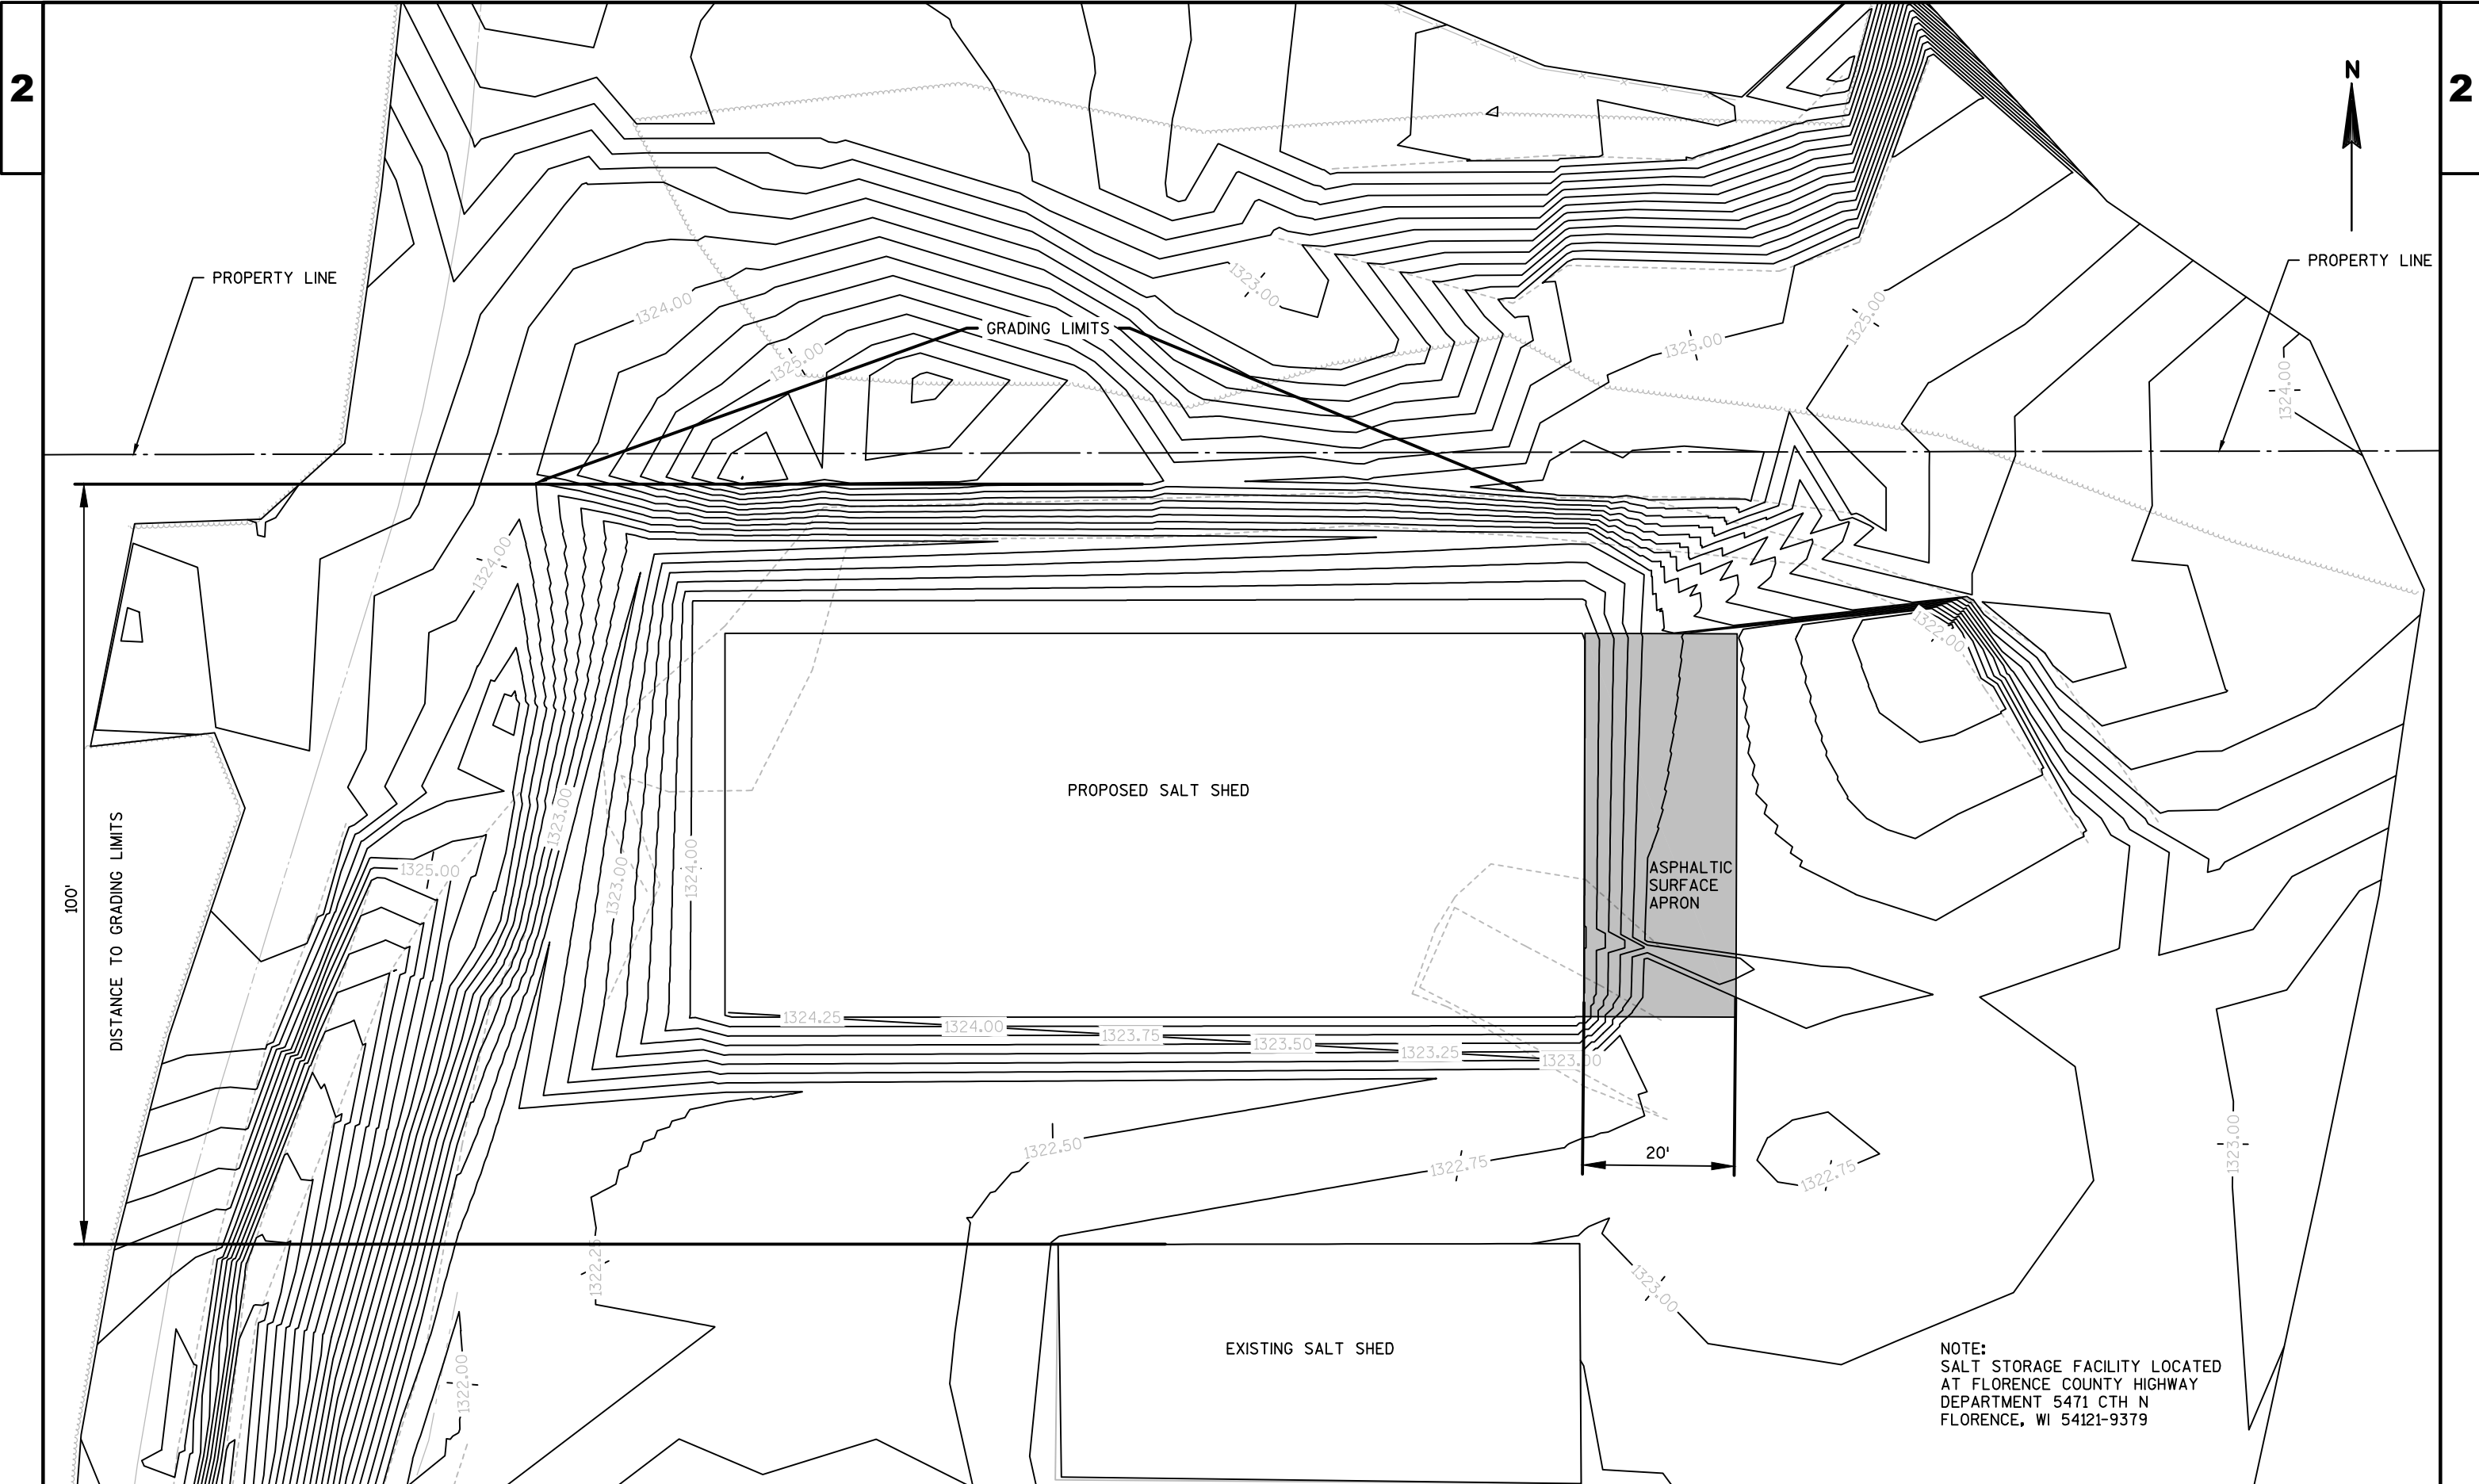 2
2
N
PROPERTY LINE
PROPERTY LINE
1323.00
1324.00
GRADING LIMITS
1325.00
1325.00
1325.00
1324.00
1324.00
1322.00
PROPOSED SALT SHED
1323.00
1323.00
1324.00
1325.00
ASPHALTIC
SURFACE
APRON
100'
DISTANCE TO GRADING LIMITS
1324.25
1324.00
1323.75
1323.50
1323.25
1323.00
1322.50
1322.75
20'
1322.75
1323.00
1322.25
1323.00
1322.00
EXISTING SALT SHED
NOTE:
SALT STORAGE FACILITY LOCATED
AT FLORENCE COUNTY HIGHWAY
DEPARTMENT 5471 CTH N
FLORENCE, WI 54121-9379